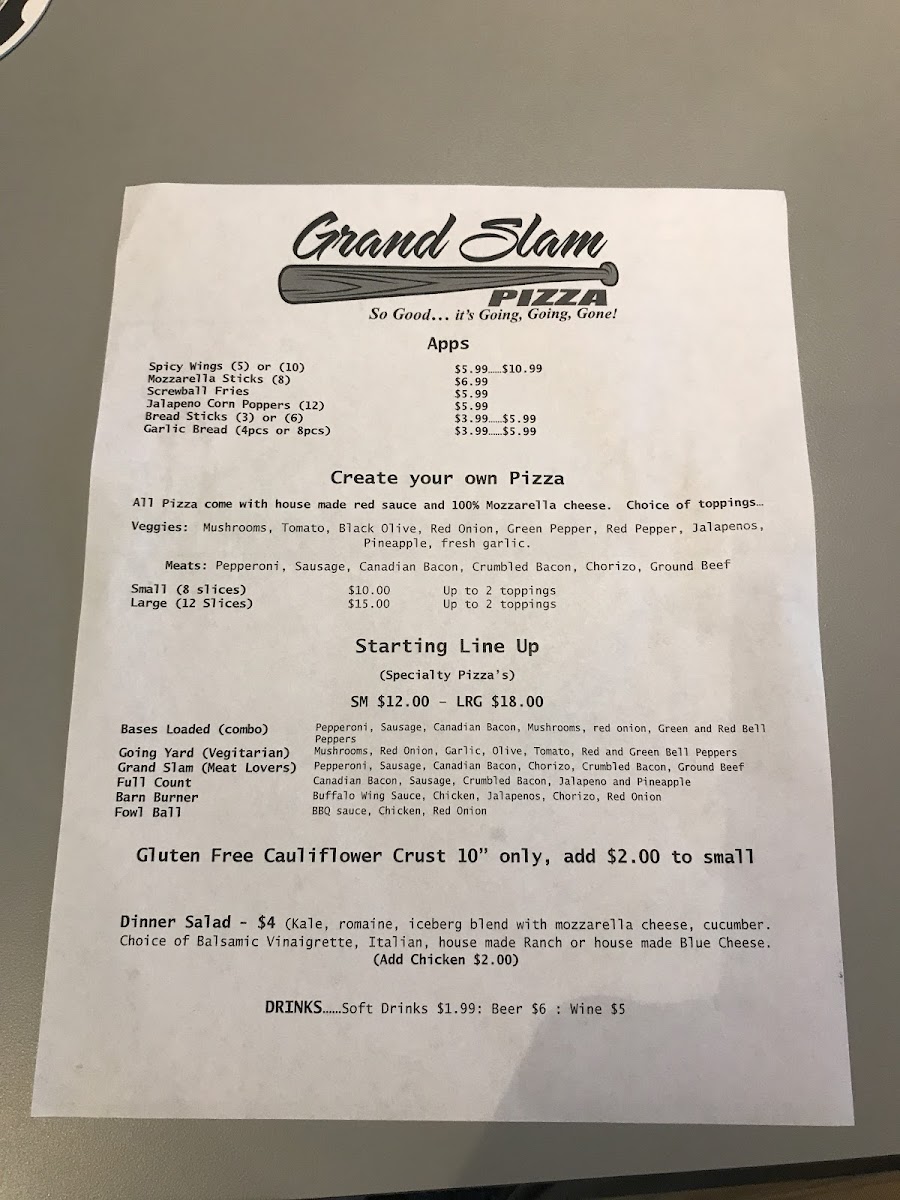 Grand Slam
PIZZA
So Good... it's Going, Going, Gone!
Apps
Spicy Wings (5) or (10) $5.99……$10.99
Mozzarella Sticks (8) $6.99
Screwball Fries $5.99
Jalapeno Corn Poppers (12) $5.99
Bread Sticks (3) or (6) $3.99……$5.99
Garlic Bread (4pcs or 8pcs) $3.99……$5.99
Create your own Pizza
All Pizza come with house made red sauce and 100% Mozzarella cheese. Choice of toppings…
Veggies: Mushrooms, Tomato, Black Olive, Red Onion, Green Pepper, Red Pepper, Jalapenos,
Pineapple, fresh garlic.
Meats: Pepperoni, Sausage, Canadian Bacon, Crumbled Bacon, Chorizo, Ground Beef
Small (8 slices) $10.00 Up to 2 toppings
Large (12 Slices) $15.00 Up to 2 toppings
Starting Line Up
(Specialty Pizza's)
SM $12.00 – LRG $18.00
Bases Loaded (combo) Pepperoni, Sausage, Canadian Bacon, Mushrooms, red onion, Green and Red Bell
Peppers
Going Yard (Vegitarian) Mushrooms, Red Onion, Garlic, Olive, Tomato, Red and Green Bell Peppers
Grand Slam (Meat Lovers) Pepperoni, Sausage, Canadian Bacon, Chorizo, Crumbled Bacon, Ground Beef
Full Count Canadian Bacon, Sausage, Crumbled Bacon, Jalapeno and Pineapple
Barn Burner Buffalo Wing Sauce, Chicken, Jalapenos, Chorizo, Red Onion
Fowl Ball BBQ sauce, Chicken, Red Onion
Gluten Free Cauliflower Crust 10” only, add $2.00 to small
Dinner Salad - $4 (Kale, romaine, iceberg blend with mozzarella cheese, cucumber.
Choice of Balsamic Vinaigrette, Italian, house made Ranch or house made Blue Cheese.
(Add Chicken $2.00)
DRINKS……Soft Drinks $1.99: Beer $6 : Wine $5